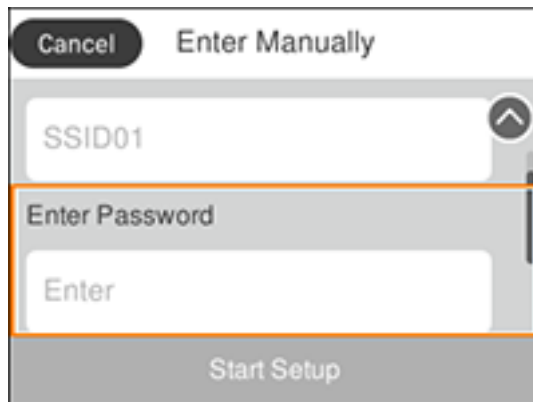 Cancel Enter Manually
SSID01
Enter Password
Enter
Start Setup